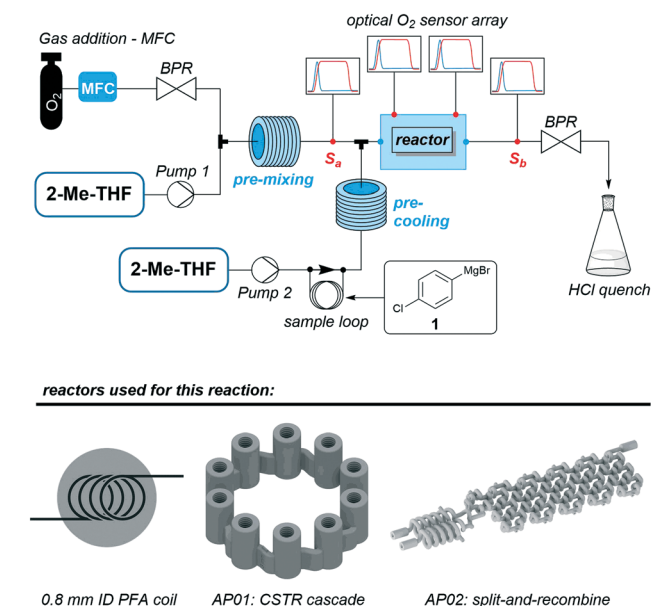 optical O₂ sensor array
Gas addition - MFC
BPR
O₂
MFC
BPR
reactor
Sₐ
S_b
Pump 1
pre-mixing
2-Me-THF
pre-
cooling
2-Me-THF
Pump 2
MgBr
Cl
1
sample loop
HCl quench
reactors used for this reaction:
0.8 mm ID PFA coil
AP01: CSTR cascade
AP02: split-and-recombine